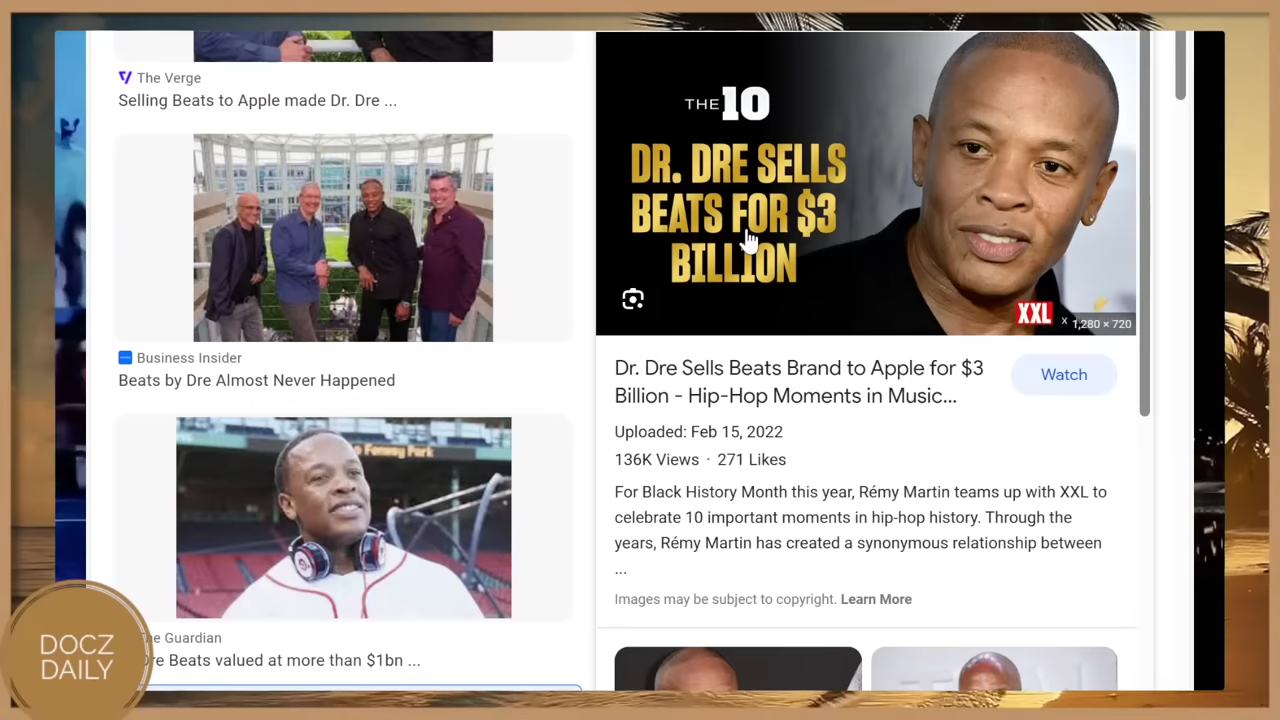 The Verge
Selling Beats to Apple made Dr. Dre ...
Business Insider
Beats by Dre Almost Never Happened
Fenway Park
he Guardian
Dre Beats valued at more than $1bn ...
THE 10
DR. DRE SELLS
BEATS FOR $3
BILLION
XXL
x
1,280 × 720
Dr. Dre Sells Beats Brand to Apple for $3
Billion - Hip-Hop Moments in Music...
Watch
Uploaded: Feb 15, 2022
136K Views · 271 Likes
For Black History Month this year, Rémy Martin teams up with XXL to
celebrate 10 important moments in hip-hop history. Through the
years, Rémy Martin has created a synonymous relationship between
...
Images may be subject to copyright. Learn More
DOCZ
DAILY